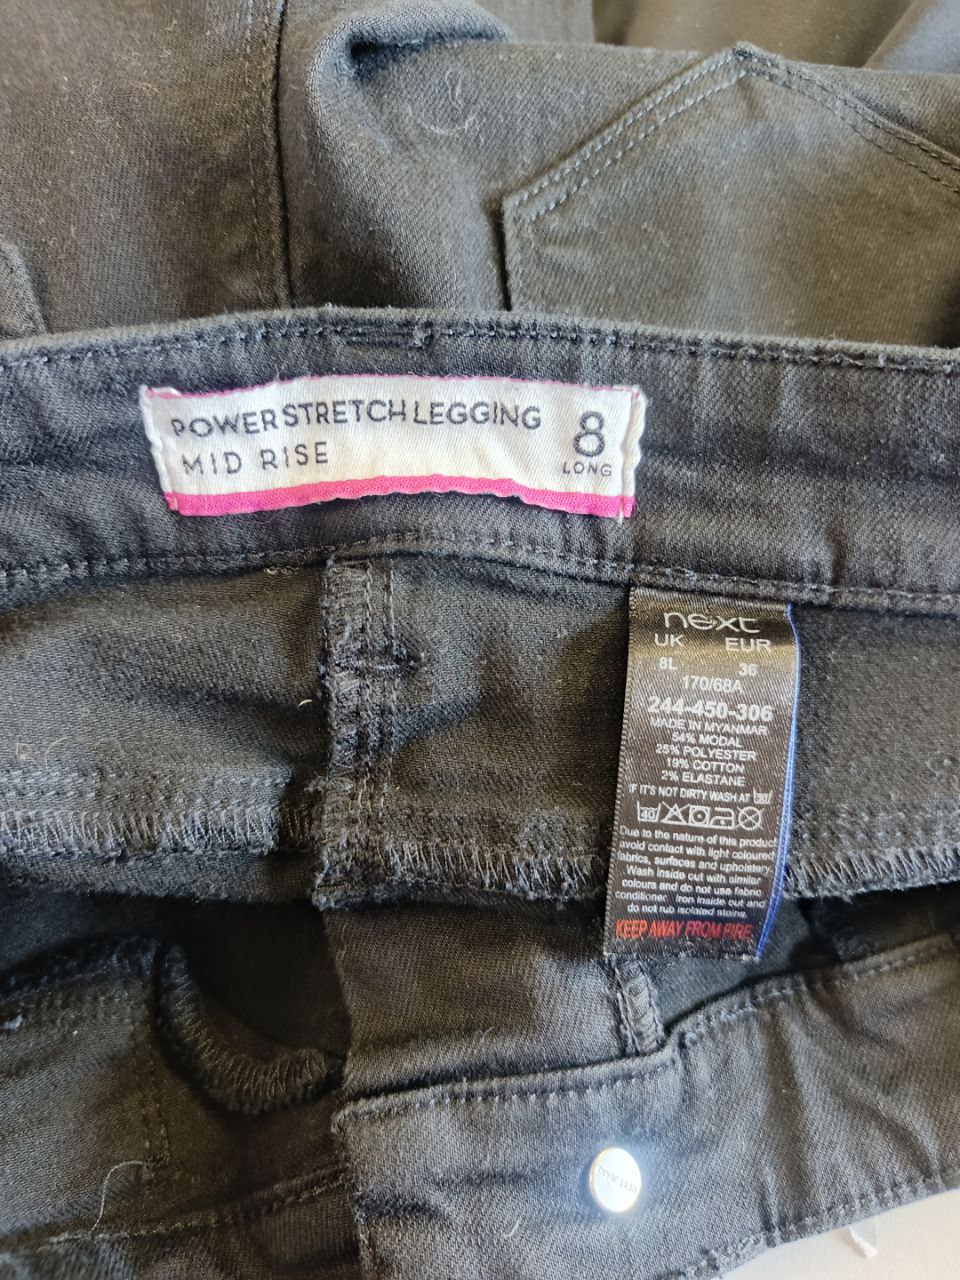 POWER STRETCH LEGGING
MID RISE
8
LONG
next
UK EUR
8L 36
170/68A
244-450-306
MADE IN MYANMAR
54% MODAL
25% POLYESTER
19% COTTON
2% ELASTANE
IF IT'S NOT DIRTY WASH AT 30
40
Due to the nature of this product
avoid contact with light coloured
fabrics, surfaces and upholstery.
Wash inside out with similar
colours and do not use fabric
conditioner. Iron inside out and
do not rub isolated stains.
KEEP AWAY FROM FIRE